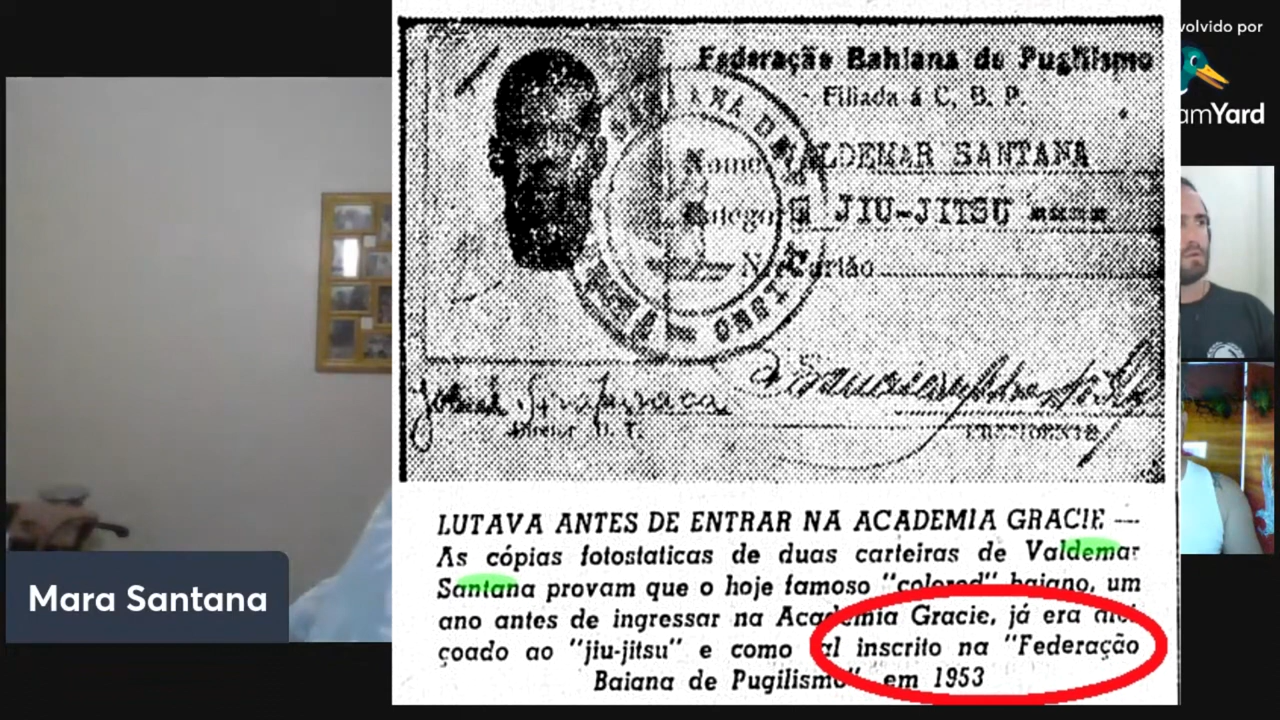 volvido por
amYard
Federação Bahiana de Pugilismo
Filiada á C. B. P.
Nome VALDEMAR SANTANA
JIU-JITSU
Cartão
PRESIDENTE
LUTAVA ANTES DE ENTRAR NA ACADEMIA GRACIE —
As cópias fotostaticas de duas carteiras de Valdemar
Santana provam que o hoje famoso "colored" baiano, um
ano antes de ingressar na Academia Gracie, já era
çoado ao "jiu-jitsu" e como al inscrito na "Federação
Baiana de Pugilismo" em 1953
Mara Santana